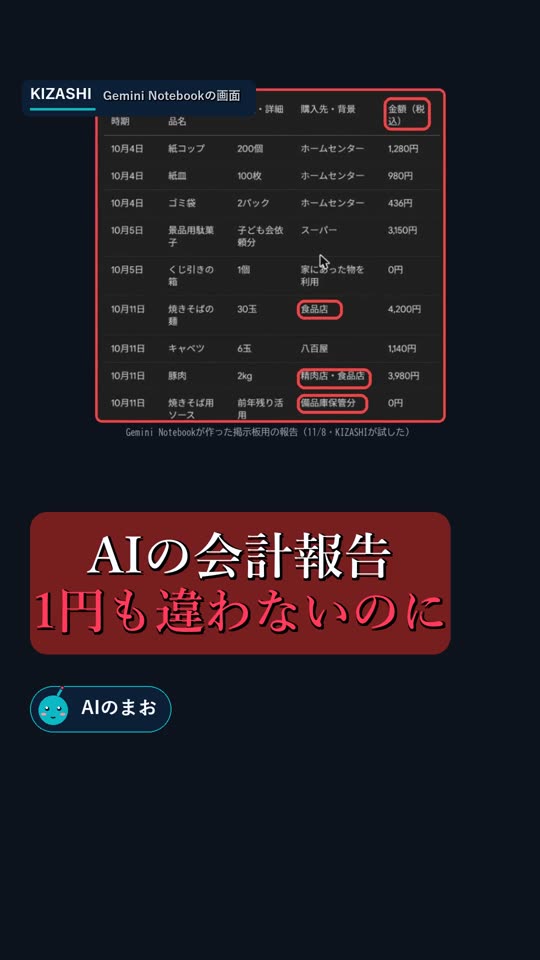 KIZASHI Gemini Notebookの画面
時期 品名 ・詳細 購入先・背景 金額（税込）
10月4日 紙コップ 200個 ホームセンター 1,280円
10月4日 紙皿 100枚 ホームセンター 980円
10月4日 ゴミ袋 2パック ホームセンター 436円
10月5日 景品用駄菓子 子ども会依頼分 スーパー 3,150円
10月5日 くじ引きの箱 1個 家にあった物を利用 0円
10月11日 焼きそばの麺 30玉 食品店 4,200円
10月11日 キャベツ 6玉 八百屋 1,140円
10月11日 豚肉 2kg 精肉店・食品店 3,980円
10月11日 焼きそば用ソース 前年残り活用 備品庫保管分 0円
Gemini Notebookが作った掲示板用の報告（11/8・KIZASHIが試した）
AIの会計報告
1円も違わないのに
AIのまお